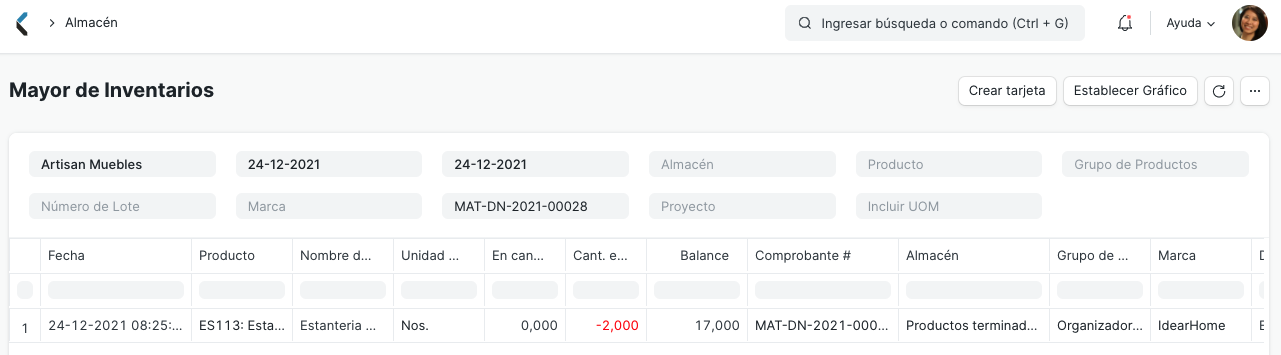 Almacén
Ingresar búsqueda o comando (Ctrl + G)
Ayuda
Mayor de Inventarios
Crear tarjeta
Establecer Gráfico
Artisan Muebles
24-12-2021
24-12-2021
Almacén
Producto
Grupo de Productos
Número de Lote
Marca
MAT-DN-2021-00028
Proyecto
Incluir UOM
Fecha Producto Nombre d... Unidad ... En can... Cant. e... Balance Comprobante # Almacén Grupo de ... Marca
1 24-12-2021 08:25:... ES113: Esta... Estanteria ... Nos. 0,000 -2,000 17,000 MAT-DN-2021-000... Productos terminad... Organizador... IdearHome